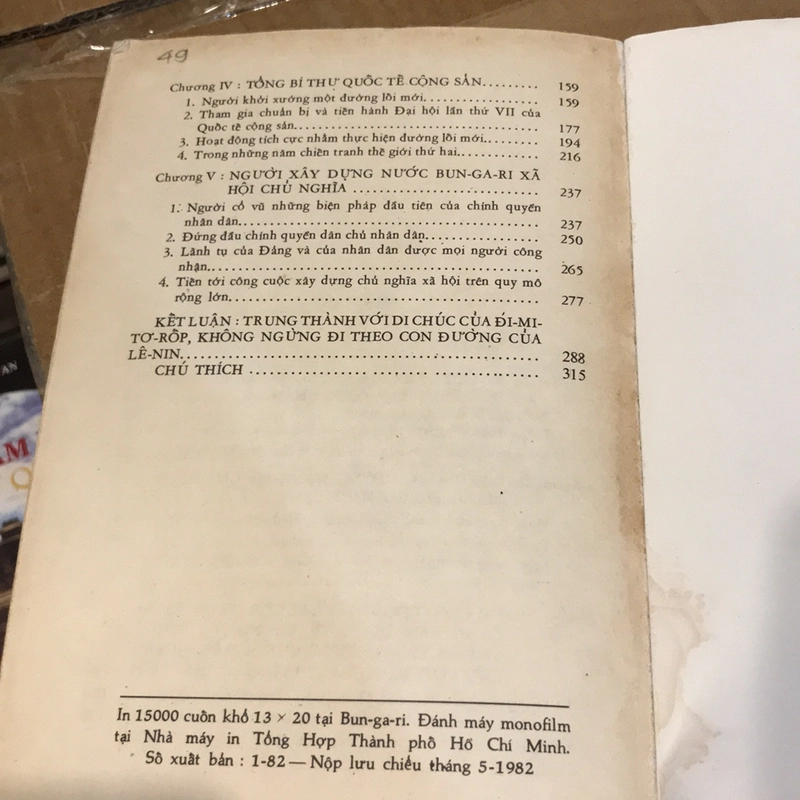 49
Chương IV : TỔNG BÍ THƯ QUỐC TẾ CỘNG SẢN......... 159
1. Người khởi xướng một đường lối mới.................. 159
2. Tham gia chuẩn bị và tiến hành Đại hội lần thứ VII của
Quốc tế cộng sản....................................... 177
3. Hoạt động tích cực nhằm thực hiện đường lối mới........ 194
4. Trong những năm chiến tranh thế giới thứ hai............ 216
Chương V : NGƯỜI XÂY DỰNG NƯỚC BUN-GA-RI XÃ
HỘI CHỦ NGHĨA ........................... 237
1. Người cổ vũ những biện pháp đầu tiên của chính quyền
nhân dân............................................. 237
2. Đứng đầu chính quyền dân chủ nhân dân................ 250
3. Lãnh tụ của Đảng và của nhân dân được mọi người công
nhận................................................ 265
4. Tiến tới công cuộc xây dựng chủ nghĩa xã hội trên quy mô
rộng lớn............................................. 277
KẾT LUẬN : TRUNG THÀNH VỚI DI CHÚC CỦA ĐI-MI-
TƠ-RỐP, KHÔNG NGỪNG ĐI THEO CON ĐƯỜNG CỦA
LÊ-NIN................................................ 288
CHÚ THÍCH ............ ........ ............... 315
In 15000 cuốn khổ 13 × 20 tại Bun-ga-ri. Đánh máy monofilm
tại Nhà máy in Tổng Hợp Thành phố Hồ Chí Minh.
Số xuất bản : 1-82 — Nộp lưu chiểu tháng 5-1982